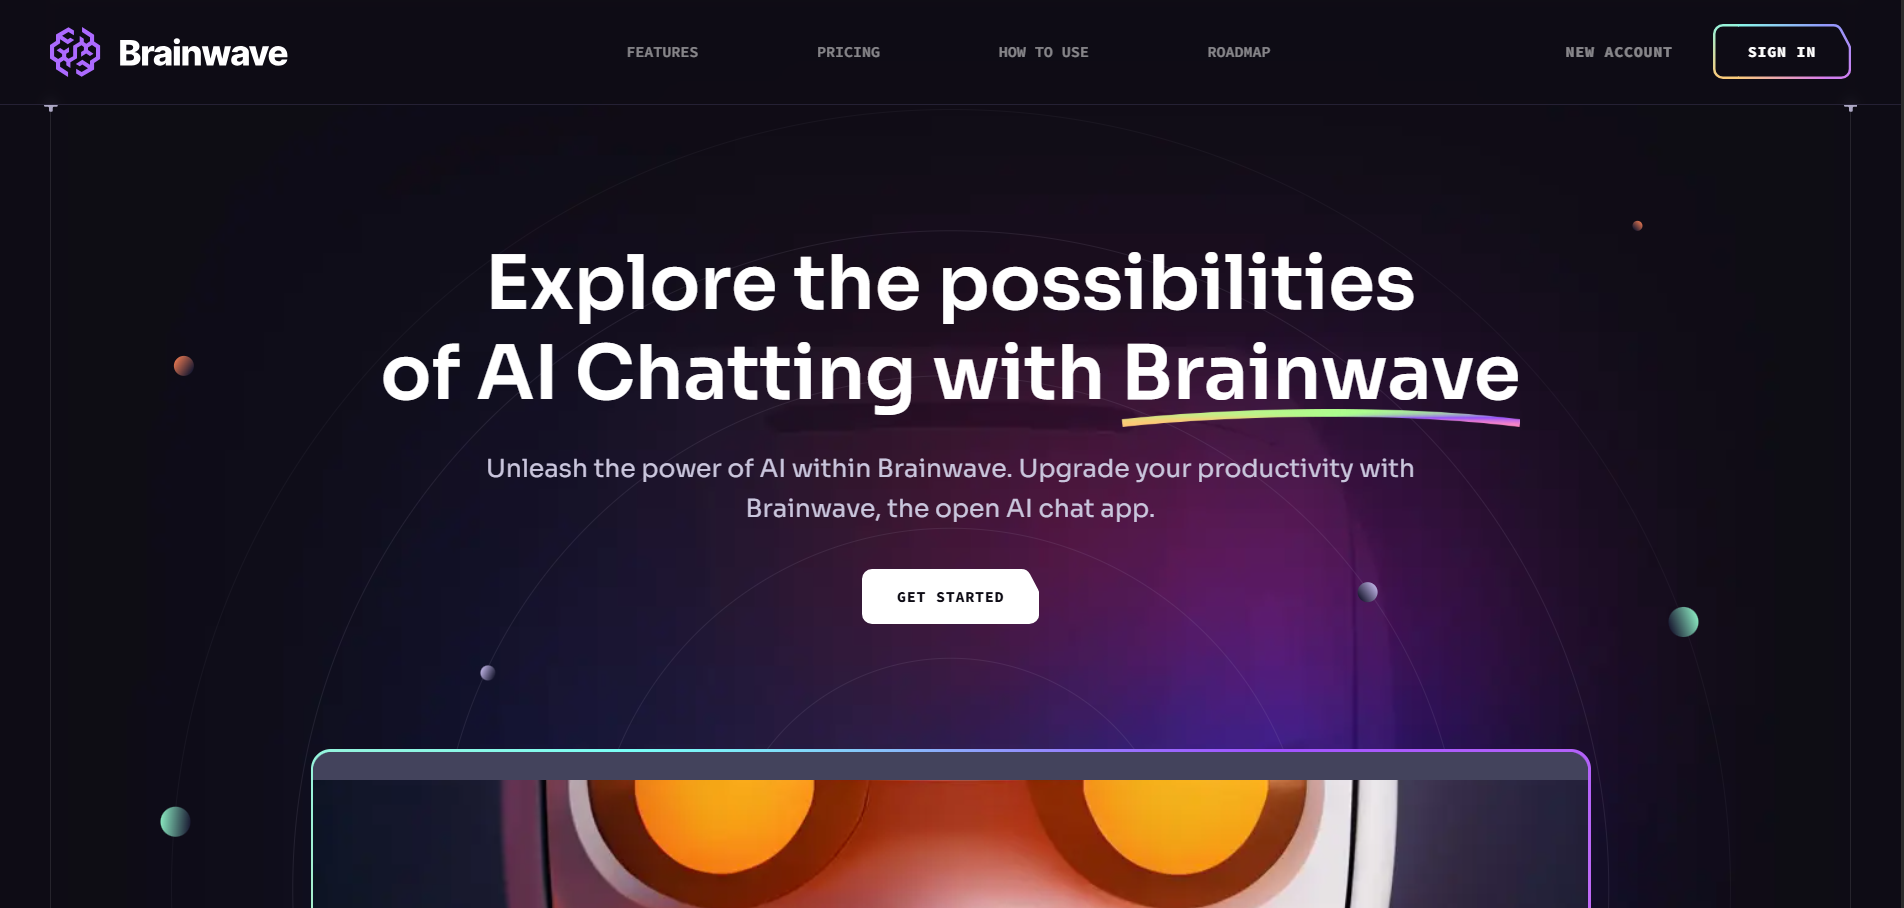 Brainwave
FEATURES
PRICING
HOW TO USE
ROADMAP
NEW ACCOUNT
SIGN IN
Explore the possibilities
of AI Chatting with Brainwave
Unleash the power of AI within Brainwave. Upgrade your productivity with
Brainwave, the open AI chat app.
GET STARTED